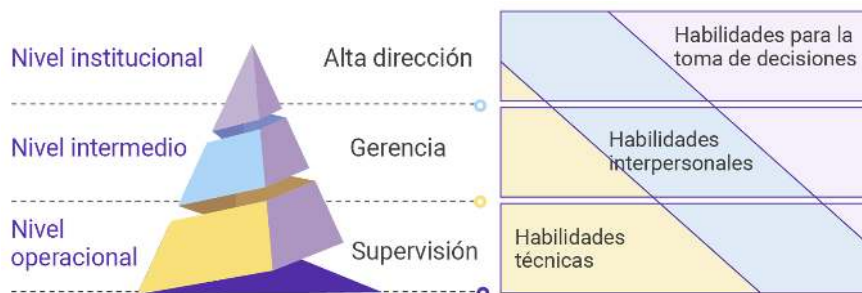 Nivel institucional
Alta dirección
Habilidades para la
toma de decisiones
Nivel intermedio
Gerencia
Habilidades
interpersonales
Nivel
operacional
Supervisión
Habilidades
técnicas